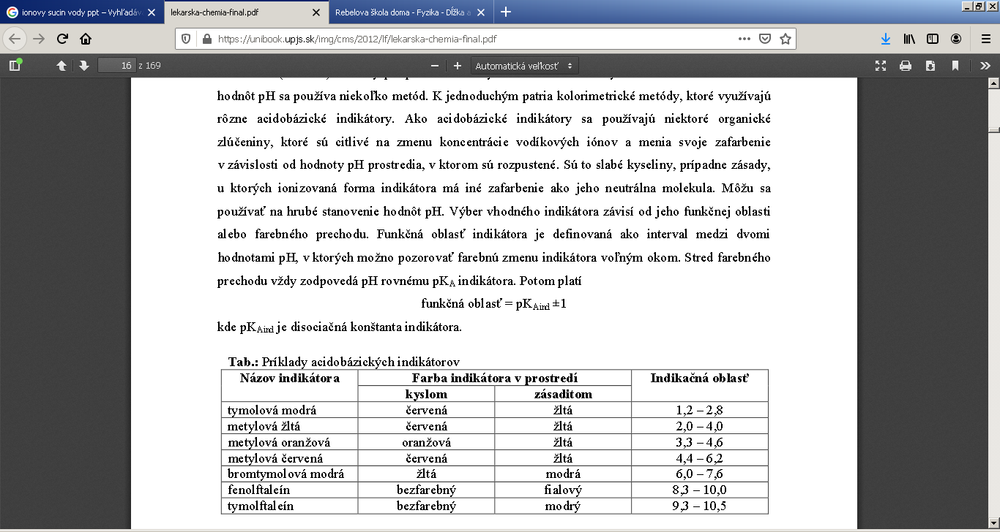 ionovy sucin vody ppt – Vyhľadáv
lekarska-chemia-final.pdf
Rebelova škola doma - Fyzika - Dĺžka a
https://unibook.upjs.sk/img/cms/2012/lf/lekarska-chemia-final.pdf
16 z 169
Automatická veľkosť
hodnôt pH sa používa niekoľko metód. K jednoduchým patria kolorimetrické metódy, ktoré využívajú
rôzne acidobázické indikátory. Ako acidobázické indikátory sa používajú niektoré organické
zlúčeniny, ktoré sú citlivé na zmenu koncentrácie vodíkových iónov a menia svoje zafarbenie
v závislosti od hodnoty pH prostredia, v ktorom sú rozpustené. Sú to slabé kyseliny, prípadne zásady,
u ktorých ionizovaná forma indikátora má iné zafarbenie ako jeho neutrálna molekula. Môžu sa
používať na hrubé stanovenie hodnôt pH. Výber vhodného indikátora závisí od jeho funkčnej oblasti
alebo farebného prechodu. Funkčná oblasť indikátora je definovaná ako interval medzi dvomi
hodnotami pH, v ktorých možno pozorovať farebnú zmenu indikátora voľným okom. Stred farebného
prechodu vždy zodpovedá pH rovnému pKA indikátora. Potom platí
funkčná oblasť = pKAind ±1
kde pKAind je disociačná konštanta indikátora.
Tab.: Príklady acidobázických indikátorov
Názov indikátora Farba indikátora v prostredí Indikačná oblasť
kyslom zásaditom
tymolová modrá červená žltá 1,2 – 2,8
metylová žltá červená žltá 2,0 – 4,0
metylová oranžová oranžová žltá 3,3 – 4,6
metylová červená červená žltá 4,4 – 6,2
bromtymolová modrá žltá modrá 6,0 – 7,6
fenolftaleín bezfarebný fialový 8,3 – 10,0
tymolftaleín bezfarebný modrý 9,3 – 10,5